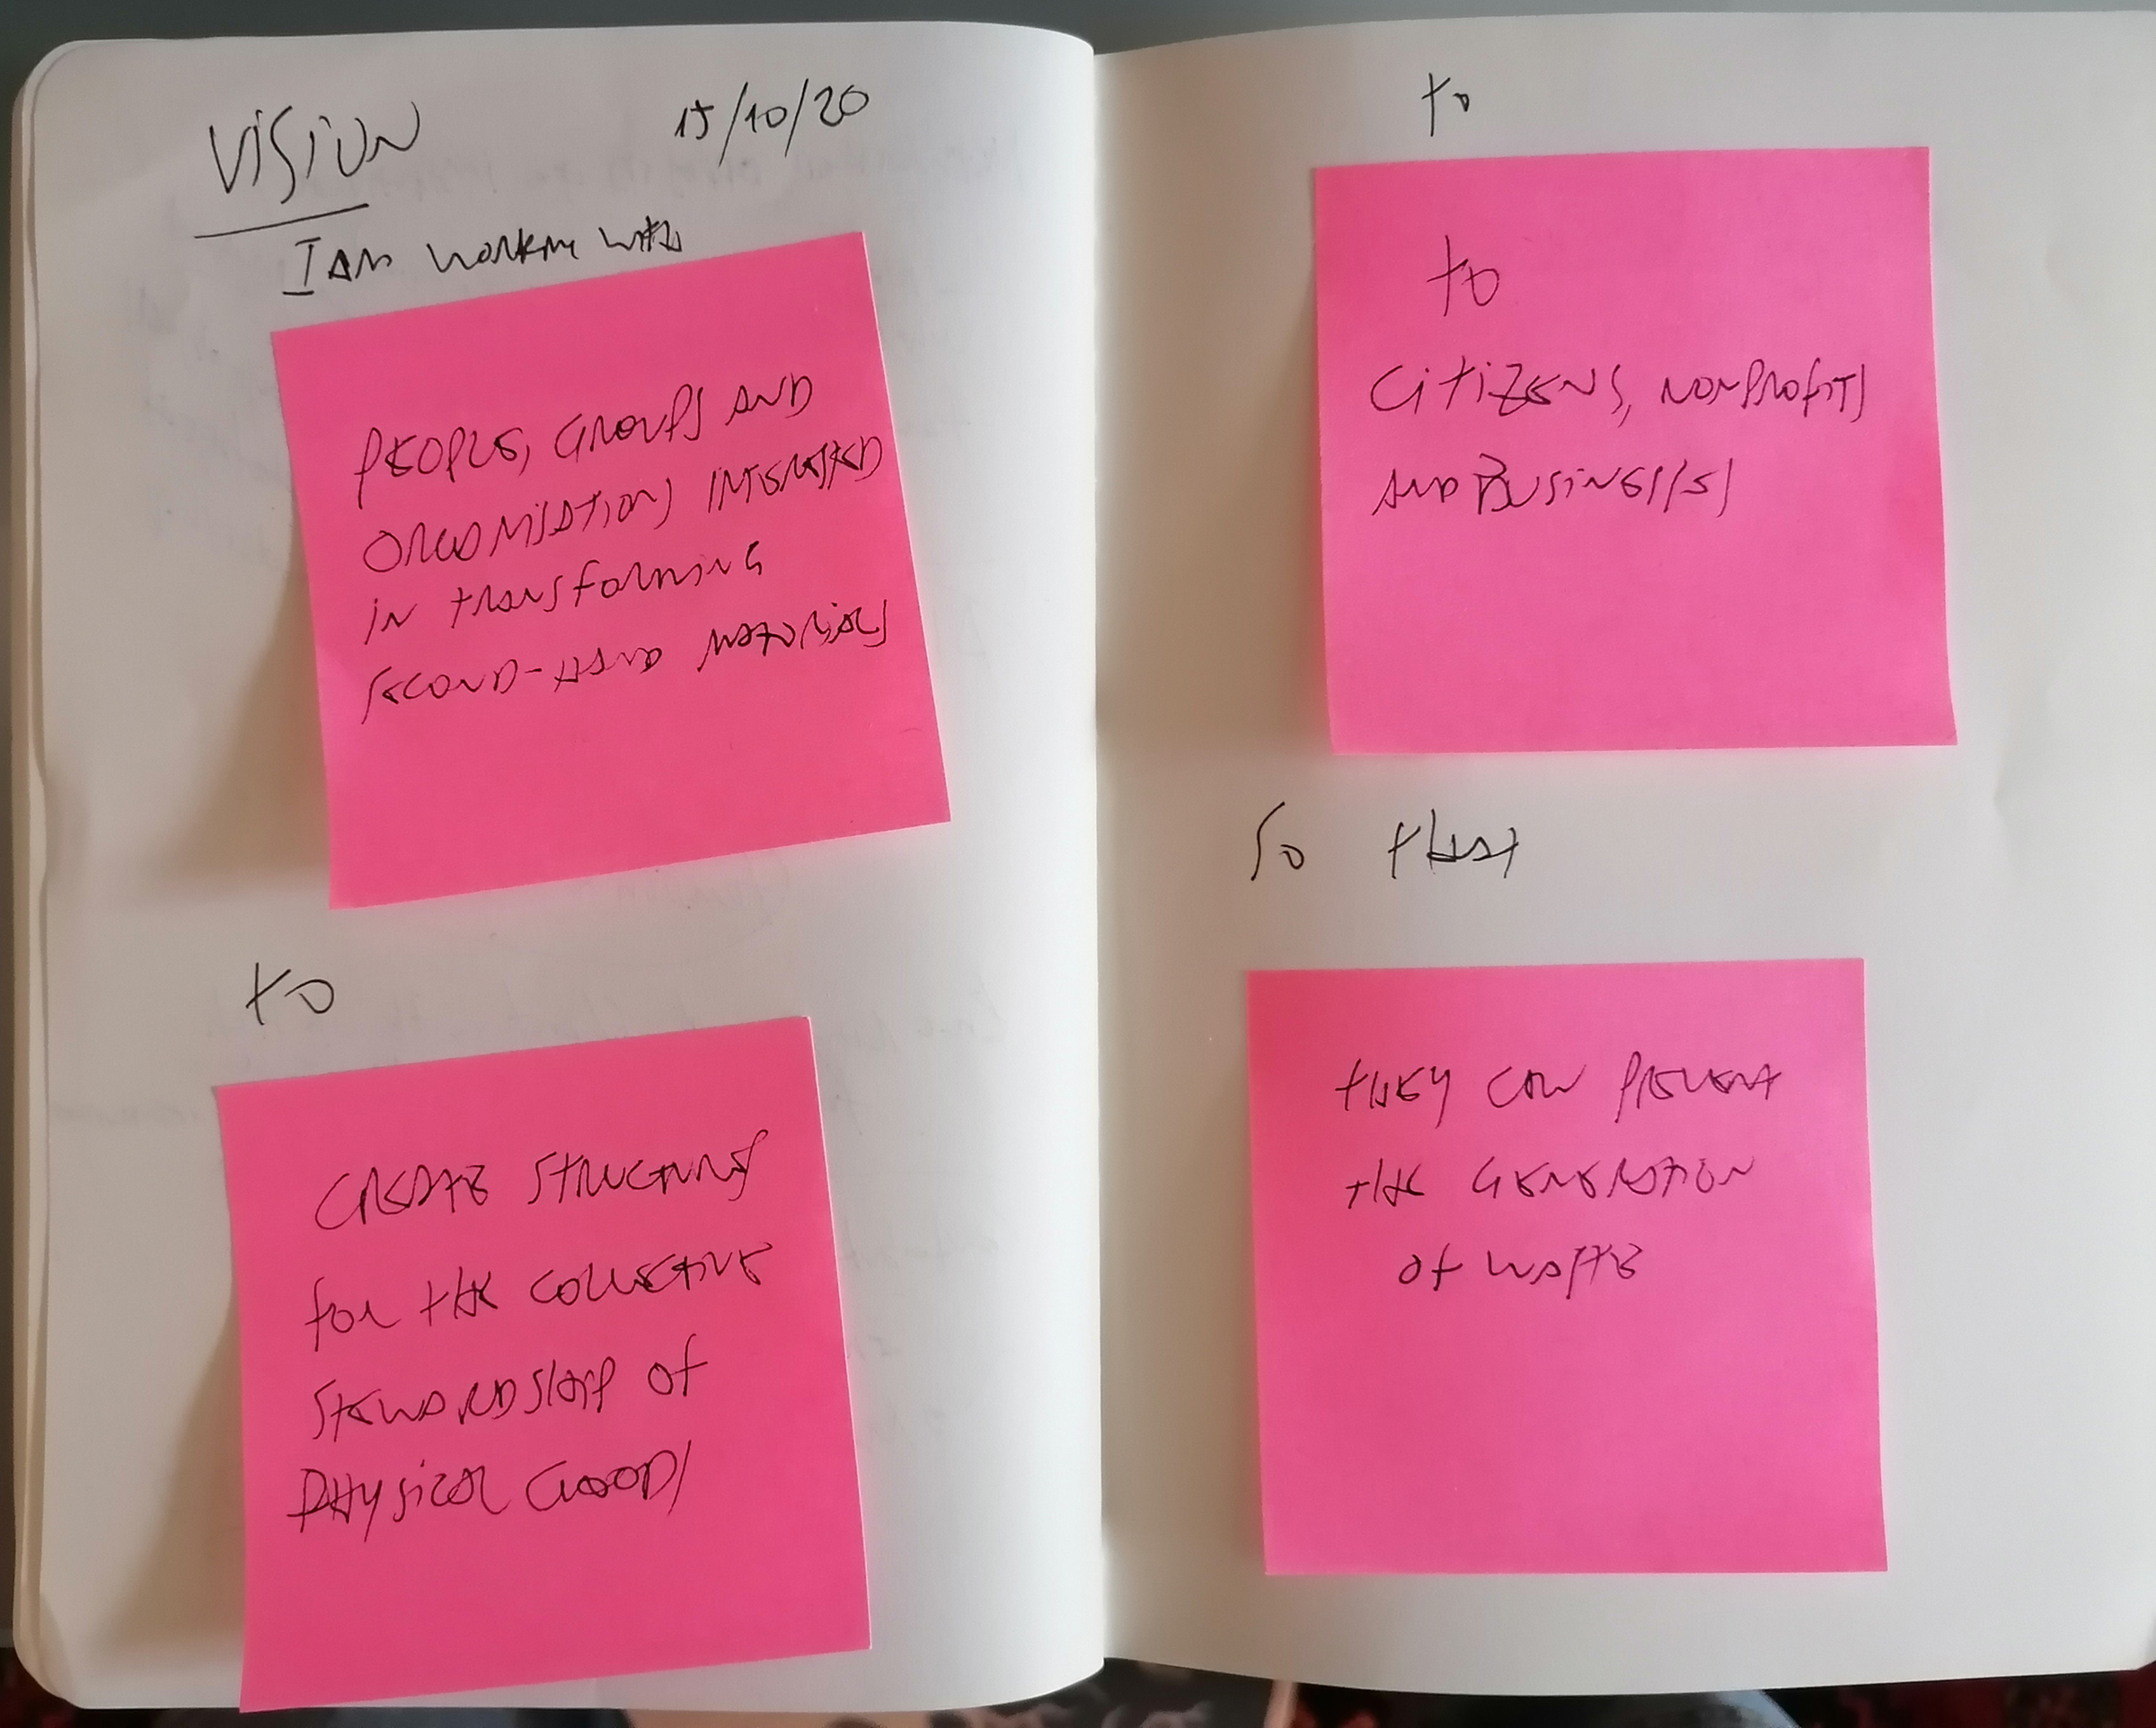 VISION
15/10/20
I AM WORKING WITH
PEOPLE, GROUPS AND
ORGANISATIONS INTERESTED
IN TRANSFORMING
SECOND-HAND MATERIALS
to
CREATE STRUCTURES
FOR THE COLLECTIVE
STEWARDSHIP OF
PHYSICAL GOODS
to
to
CITIZENS, NONPROFITS
AND BUSINESS(ES)
So that
THEY CAN PREVENT
THE GENERATION
OF WASTE